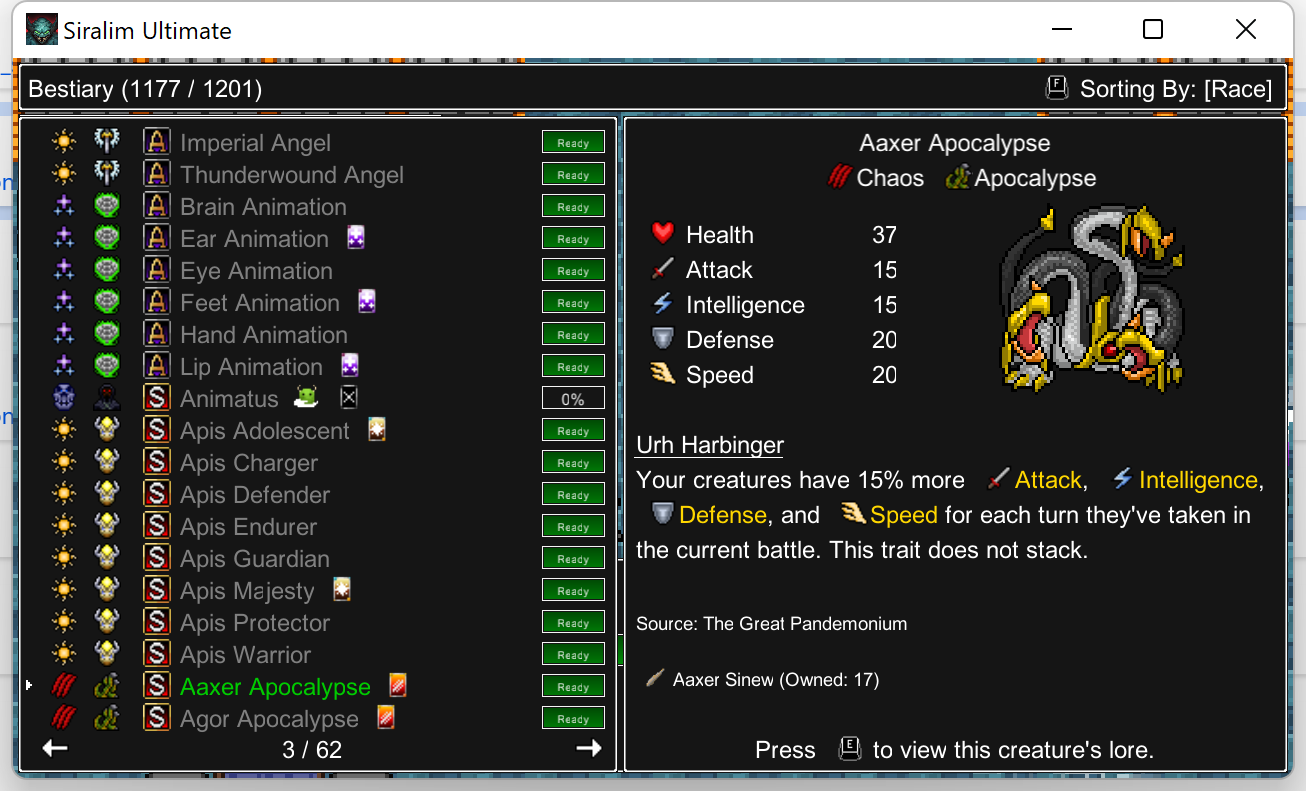 Siralim Ultimate
Bestiary (1177 / 1201)
F Sorting By: [Race]
A Imperial Angel Ready
A Thunderwound Angel Ready
A Brain Animation Ready
A Ear Animation Ready
A Eye Animation Ready
A Feet Animation Ready
A Hand Animation Ready
A Lip Animation Ready
S Animatus 0%
S Apis Adolescent Ready
S Apis Charger Ready
S Apis Defender Ready
S Apis Endurer Ready
S Apis Guardian Ready
S Apis Majesty Ready
S Apis Protector Ready
S Apis Warrior Ready
S Aaxer Apocalypse Ready
S Agor Apocalypse Ready
3 / 62
Aaxer Apocalypse
Chaos Apocalypse
Health 37
Attack 15
Intelligence 15
Defense 20
Speed 20
Urh Harbinger
Your creatures have 15% more Attack, Intelligence,
Defense, and Speed for each turn they've taken in
the current battle. This trait does not stack.
Source: The Great Pandemonium
Aaxer Sinew (Owned: 17)
Press E to view this creature's lore.